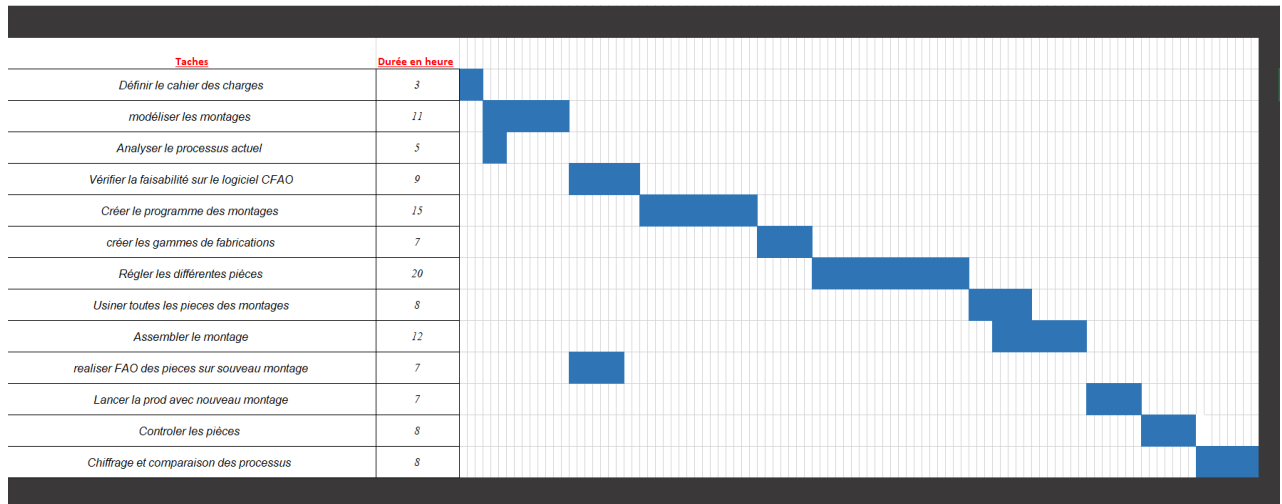 Taches Durée en heure
Définir le cahier des charges 3
modéliser les montages 11
Analyser le processus actuel 5
Vérifier la faisabilité sur le logiciel CFAO 9
Créer le programme des montages 15
créer les gammes de fabrications 7
Régler les différentes pièces 20
Usiner toutes les pieces des montages 8
Assembler le montage 12
realiser FAO des pieces sur souveau montage 7
Lancer la prod avec nouveau montage 7
Controler les pièces 8
Chiffrage et comparaison des processus 8